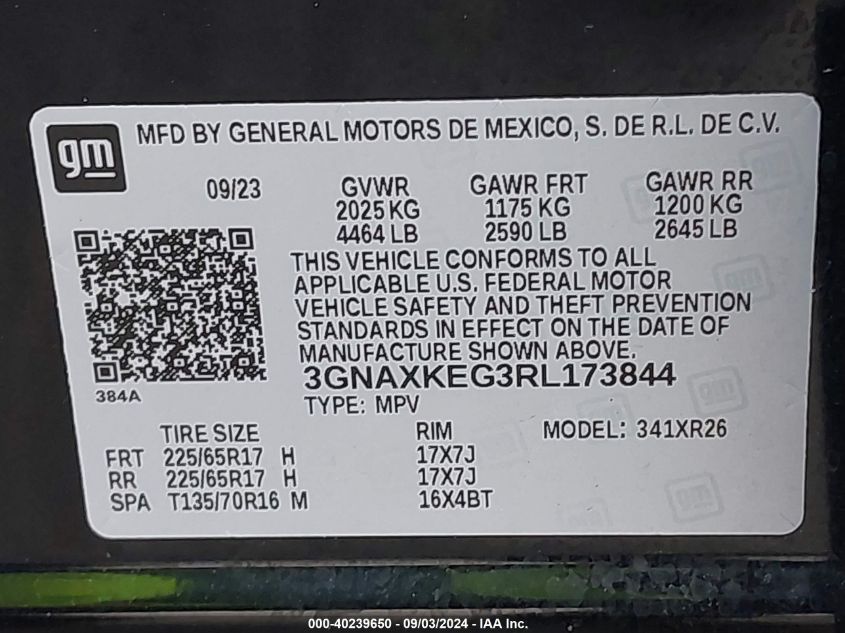 gm
MFD BY GENERAL MOTORS DE MEXICO, S. DE R.L. DE C.V.
09/23 GVWR GAWR FRT GAWR RR
2025 KG 1175 KG 1200 KG
4464 LB 2590 LB 2645 LB
THIS VEHICLE CONFORMS TO ALL
APPLICABLE U.S. FEDERAL MOTOR
VEHICLE SAFETY AND THEFT PREVENTION
STANDARDS IN EFFECT ON THE DATE OF
MANUFACTURE SHOWN ABOVE.
3GNAXKEG3RL173844
384A
TYPE: MPV
TIRE SIZE RIM MODEL: 341XR26
FRT 225/65R17 H 17X7J
RR 225/65R17 H 17X7J
SPA T135/70R16 M 16X4BT
000-40239650 - 09/03/2024 - IAA Inc.